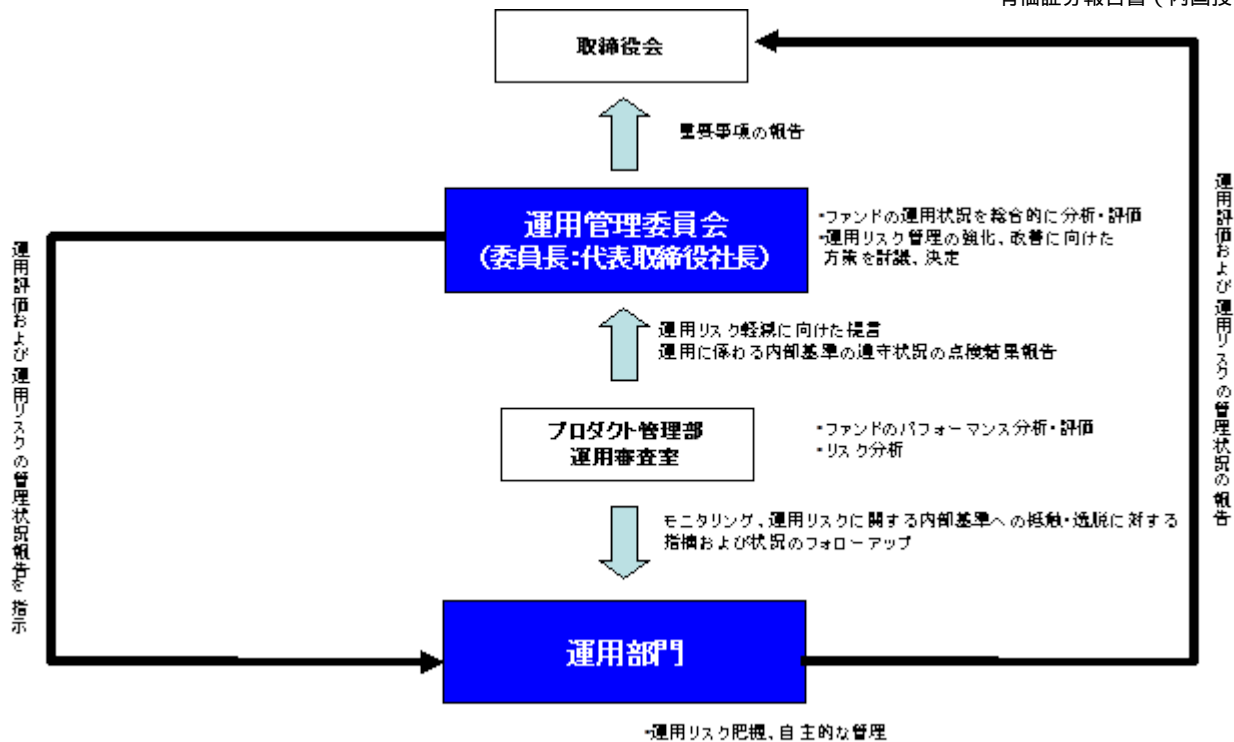 取締役会
重要事項の報告
運用管理委員会
(委員長:代表取締役社長)
・ファンドの運用状況を総合的に分析・評価
・運用リスク管理の強化、改善に向けた
方策を討議、決定
運用リスク軽減に向けた提言
運用に係わる内部基準の遵守状況の点検結果報告
プロダクト管理部
運用審査室
・ファンドのパフォーマンス分析・評価
・リスク分析
モニタリング、運用リスクに関する内部基準への抵触・逸脱に対する
指摘および状況のフォローアップ
運用部門
・運用リスク把握、自主的な管理
運用評価および運用リスクの管理状況報告を指示
運用評価および運用リスクの管理状況の報告